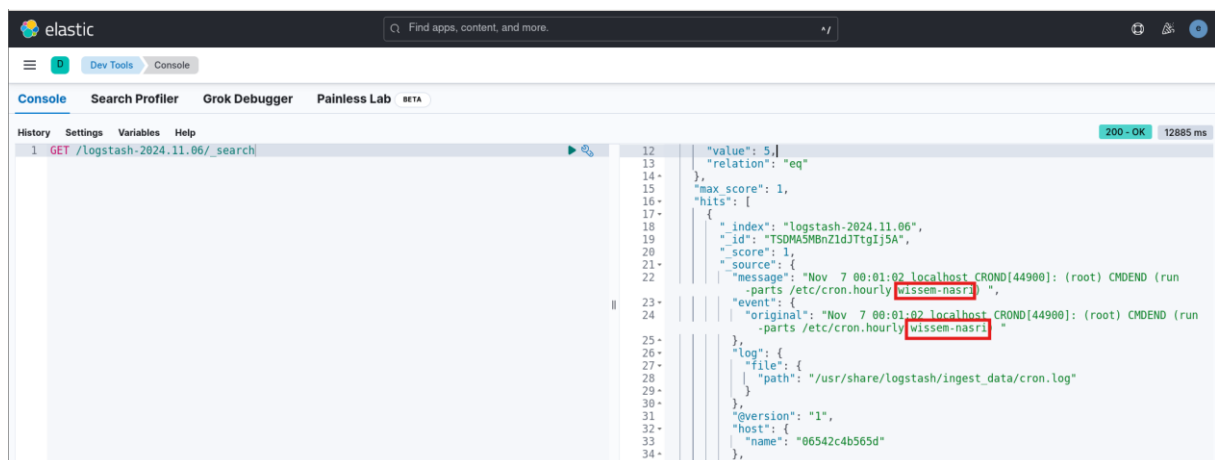 elastic
Find apps, content, and more.
^/
e
D
Dev Tools
Console
Console Search Profiler Grok Debugger Painless Lab BETA
History Settings Variables Help
200 - OK 12885 ms
1 GET /logstash-2024.11.06/_search
12 "value": 5,
13 "relation": "eq"
14 },
15 "max_score": 1,
16 "hits": [
17 {
18 "_index": "logstash-2024.11.06",
19 "_id": "TSDMA5MBnZ1dJTtgIj5A",
20 "_score": 1,
21 "_source": {
22 "message": "Nov 7 00:01:02 localhost CROND[44900]: (root) CMDEND (run
-parts /etc/cron.hourly wissem-nasri) ",
23 "event": {
24 "original": "Nov 7 00:01:02 localhost CROND[44900]: (root) CMDEND (run
-parts /etc/cron.hourly wissem-nasri) "
25 },
26 "log": {
27 "file": {
28 "path": "/usr/share/logstash/ingest_data/cron.log"
29 }
30 },
31 "@version": "1",
32 "host": {
33 "name": "06542c4b565d"
34 },